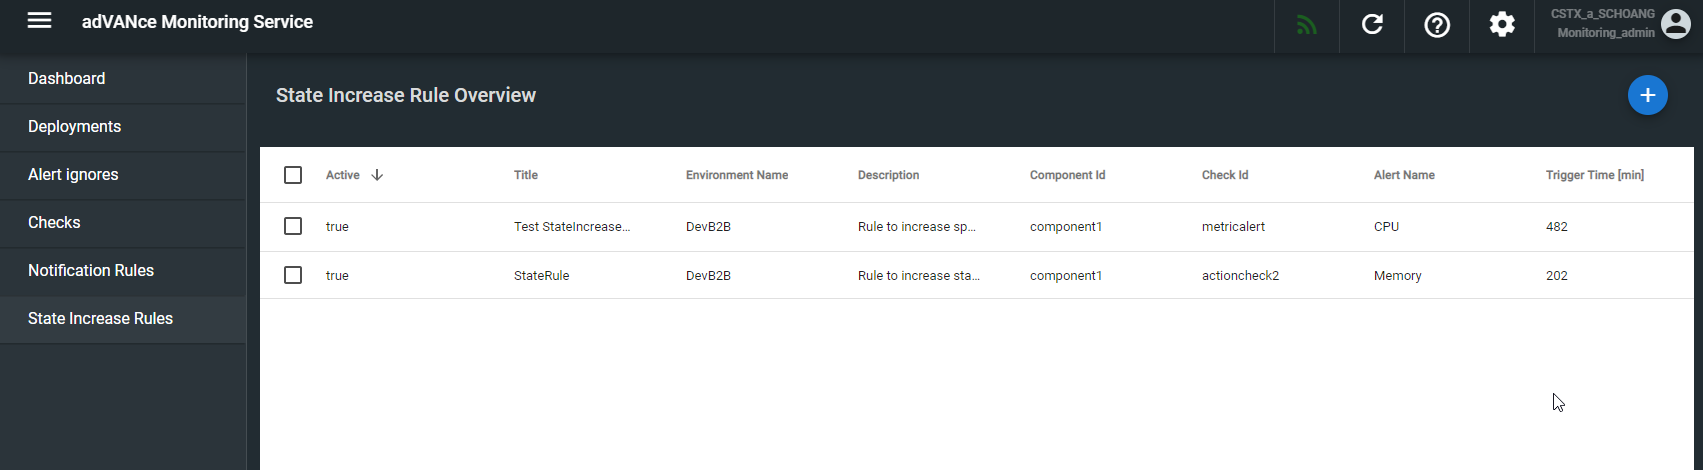 adVANce Monitoring Service
CSTX_a_SCHOANG
Monitoring_admin
Dashboard
Deployments
Alert ignores
Checks
Notification Rules
State Increase Rules
State Increase Rule Overview
Active Title Environment Name Description Component Id Check Id Alert Name Trigger Time [min]
true Test StateIncrease... DevB2B Rule to increase sp... component1 metricalert CPU 482
true StateRule DevB2B Rule to increase sta... component1 actioncheck2 Memory 202